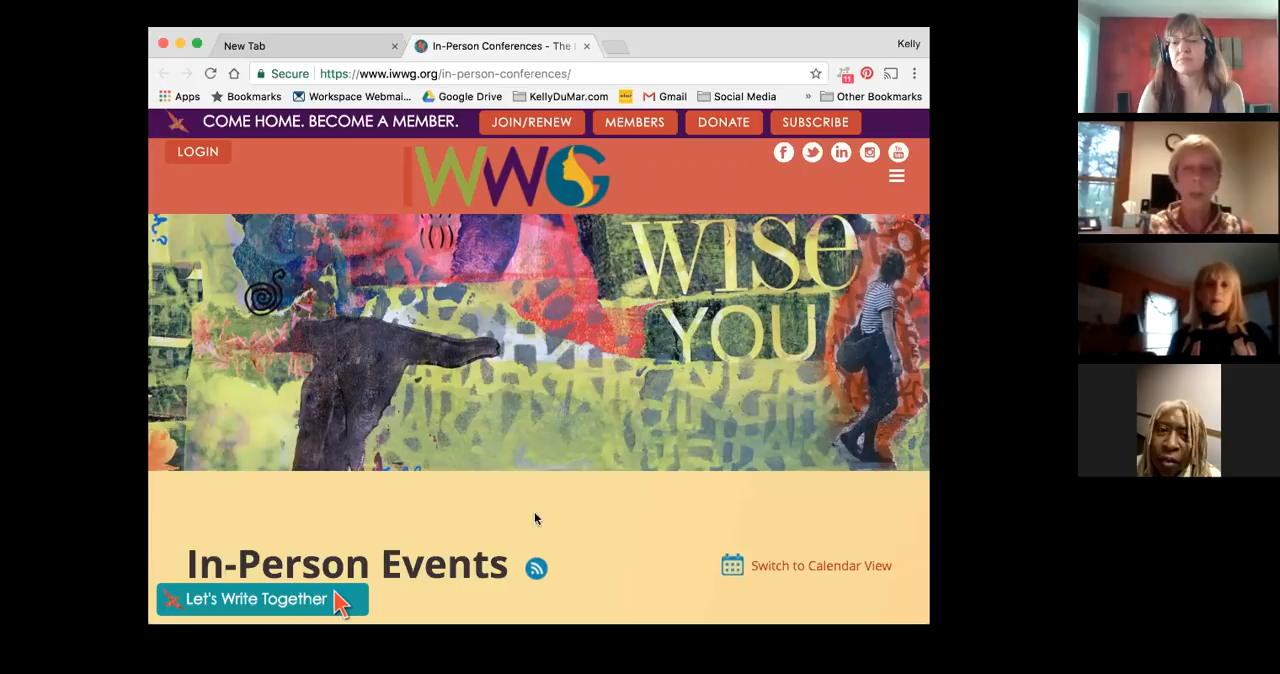 New Tab
In-Person Conferences - The I
Kelly
Secure https://www.iwwg.org/in-person-conferences/
11
Apps Bookmarks Workspace Webmai... Google Drive KellyDuMar.com Gmail Social Media » Other Bookmarks
COME HOME. BECOME A MEMBER. JOIN/RENEW MEMBERS DONATE SUBSCRIBE
LOGIN
IWWG
wise
YOU
In-Person Events
Switch to Calendar View
Let's Write Together